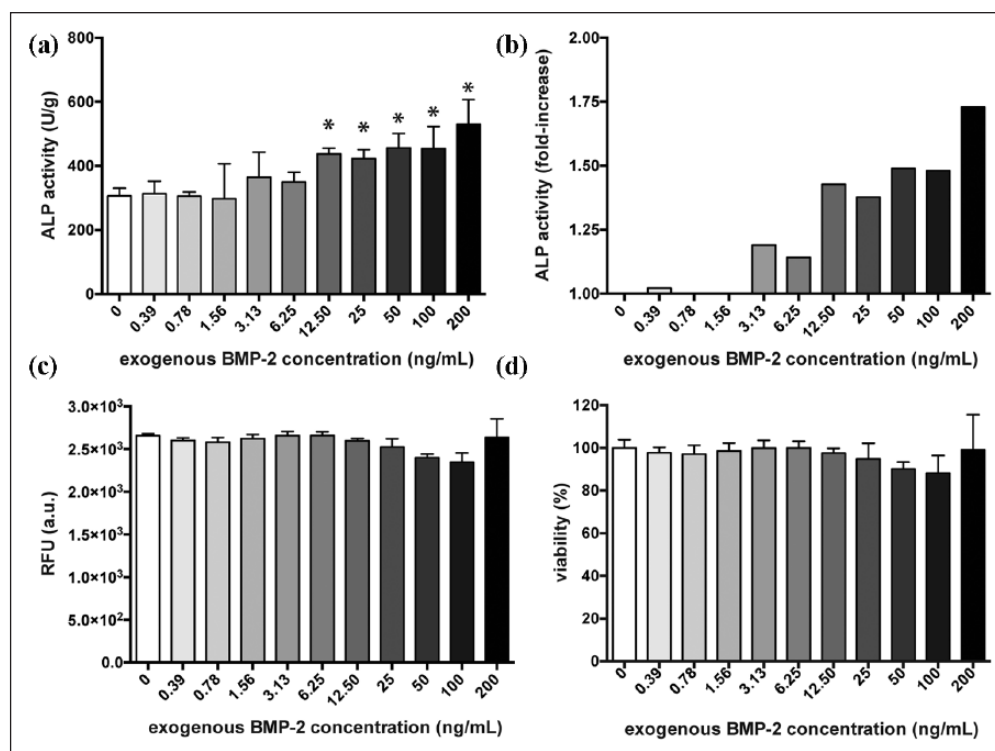 (a)
800
600
400
200
0
ALP activity (U/g)
* * * * *
0 0.39 0.78 1.56 3.13 6.25 12.50 25 50 100 200
exogenous BMP-2 concentration (ng/mL)
(b)
2.00
1.75
1.50
1.25
1.00
ALP activity (fold-increase)
0 0.39 0.78 1.56 3.13 6.25 12.50 25 50 100 200
exogenous BMP-2 concentration (ng/mL)
(c)
3.0×10³
2.5×10³
2.0×10³
1.5×10³
1.0×10³
5.0×10²
0.0
RFU (a.u.)
0 0.39 0.78 1.56 3.13 6.25 12.50 25 50 100 200
exogenous BMP-2 concentration (ng/mL)
(d)
120
100
80
60
40
20
0
viability (%)
0 0.39 0.78 1.56 3.13 6.25 12.50 25 50 100 200
exogenous BMP-2 concentration (ng/mL)